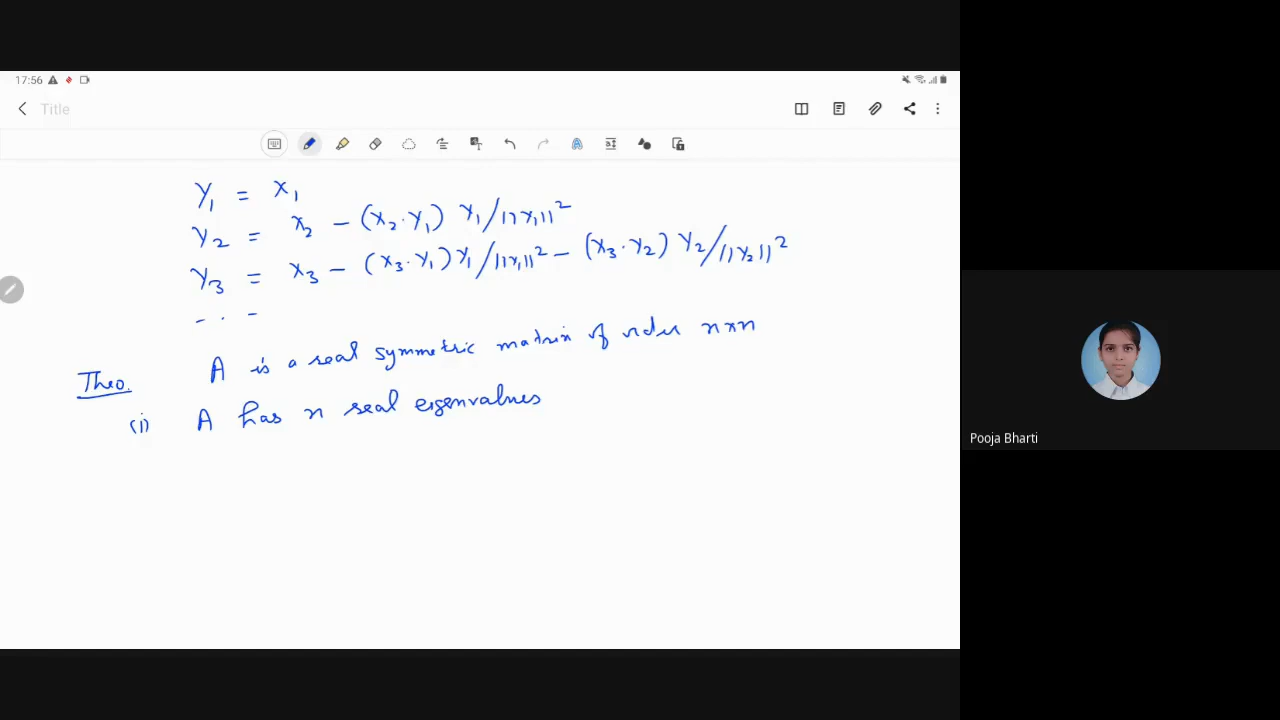 17:56
Title
Y₁ = X₁
Y₂ = X₂ - (X₂·Y₁) Y₁/||Y₁||²
Y₃ = X₃ - (X₃·Y₁) Y₁/||Y₁||² - (X₃·Y₂) Y₂/||Y₂||²
- · -
Theo. A is a real symmetric matrix of order n×n
(i) A has n real eigenvalues
Pooja Bharti